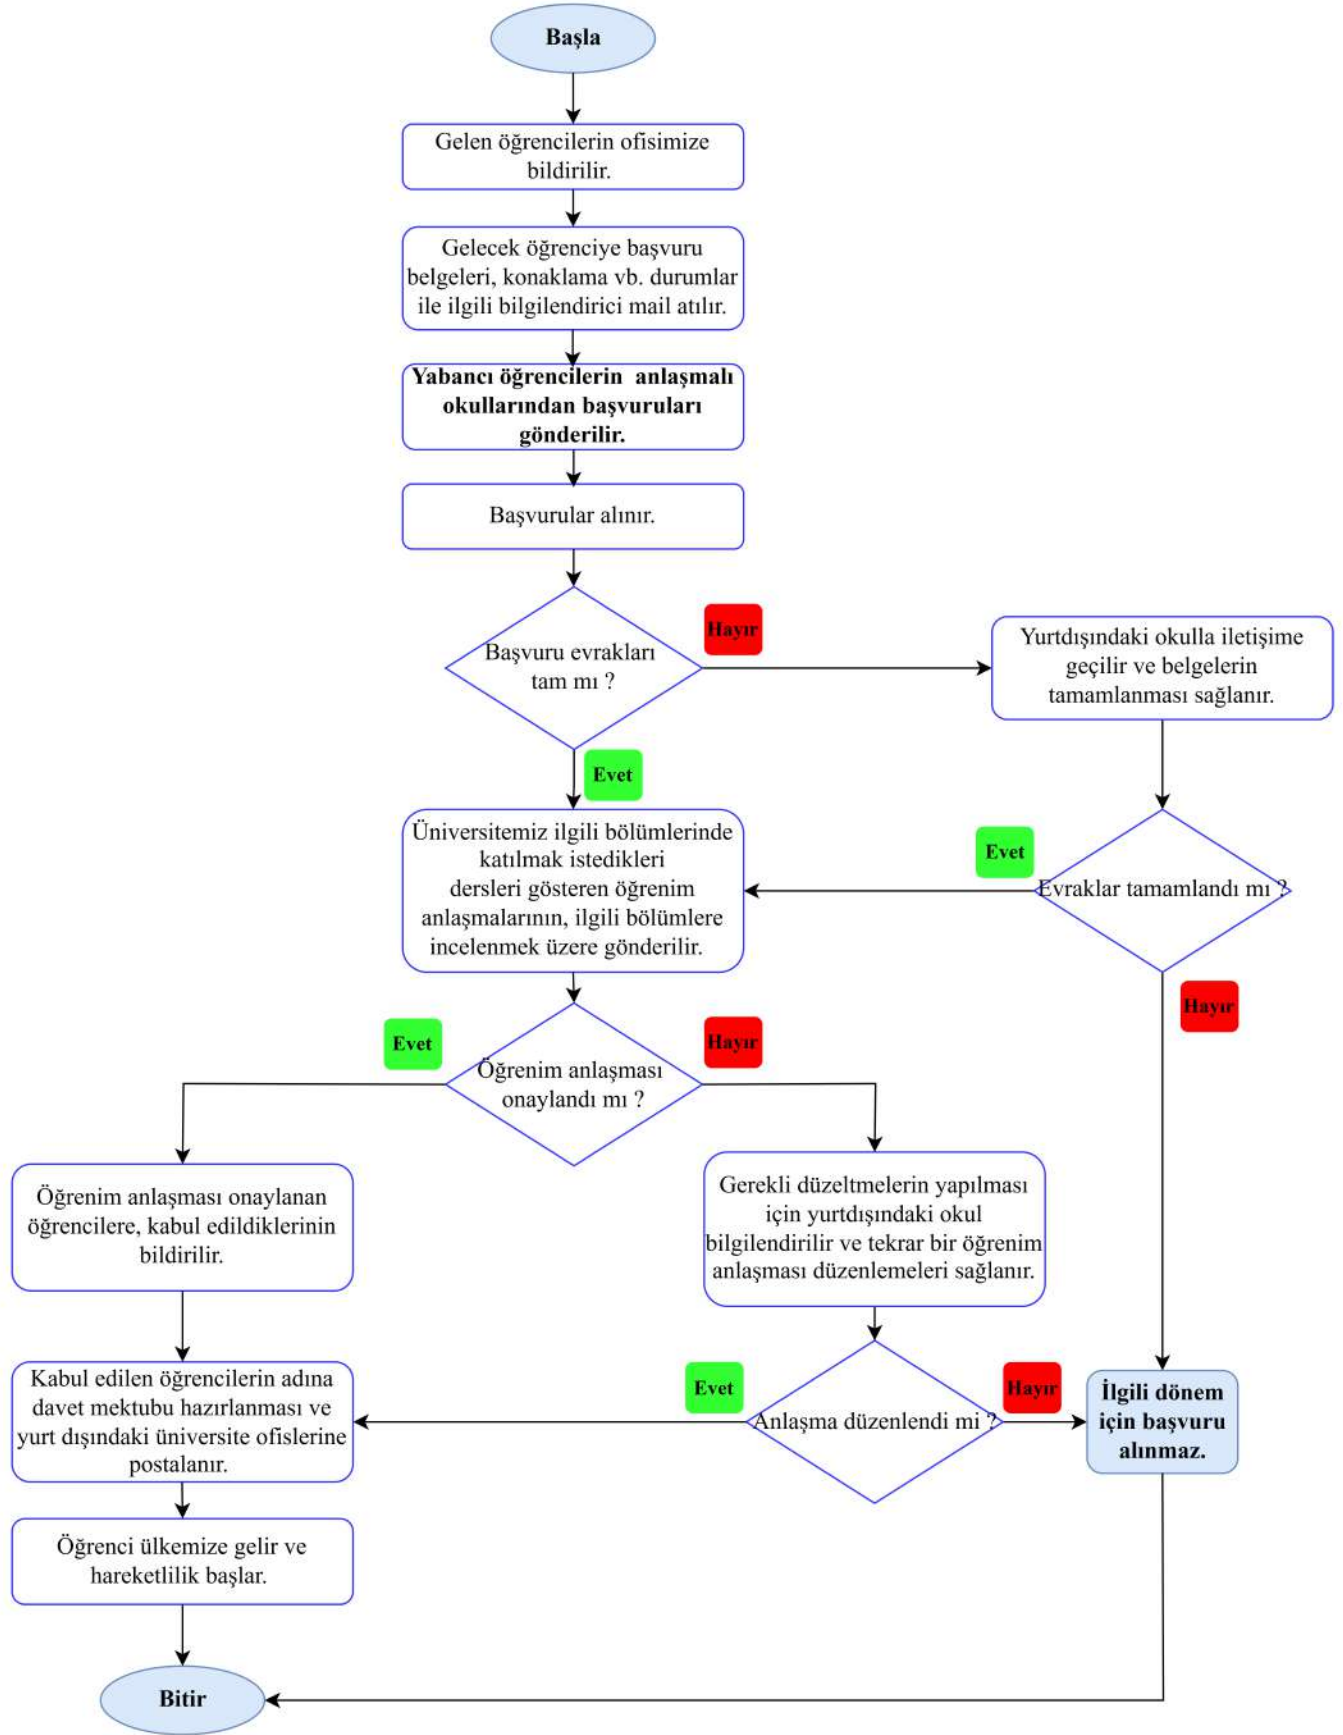 Başla
Gelen öğrencilerin ofisimize
bildirilir.
Gelecek öğrenciye başvuru
belgeleri, konaklama vb. durumlar
ile ilgili bilgilendirici mail atılır.
Yabancı öğrencilerin anlaşmalı
okullarından başvuruları
gönderilir.
Başvurular alınır.
Başvuru evrakları
tam mı ?
Hayır
Yurtdışındaki okulla iletişime
geçilir ve belgelerin
tamamlanması sağlanır.
Evet
Üniversitemiz ilgili bölümlerinde
katılmak istedikleri
dersleri gösteren öğrenim
anlaşmalarının, ilgili bölümlere
incelenmek üzere gönderilir.
Evet
Evraklar tamamlandı mı ?
Hayır
Evet
Öğrenim anlaşması
onaylandı mı ?
Hayır
Öğrenim anlaşması onaylanan
öğrencilere, kabul edildiklerinin
bildirilir.
Gerekli düzeltmelerin yapılması
için yurtdışındaki okul
bilgilendirilir ve tekrar bir öğrenim
anlaşması düzenlemeleri sağlanır.
Kabul edilen öğrencilerin adına
davet mektubu hazırlanması ve
yurt dışındaki üniversite ofislerine
postalanır.
Evet
Anlaşma düzenlendi mi ?
Hayır
İlgili dönem
için başvuru
alınmaz.
Öğrenci ülkemize gelir ve
hareketlilik başlar.
Bitir